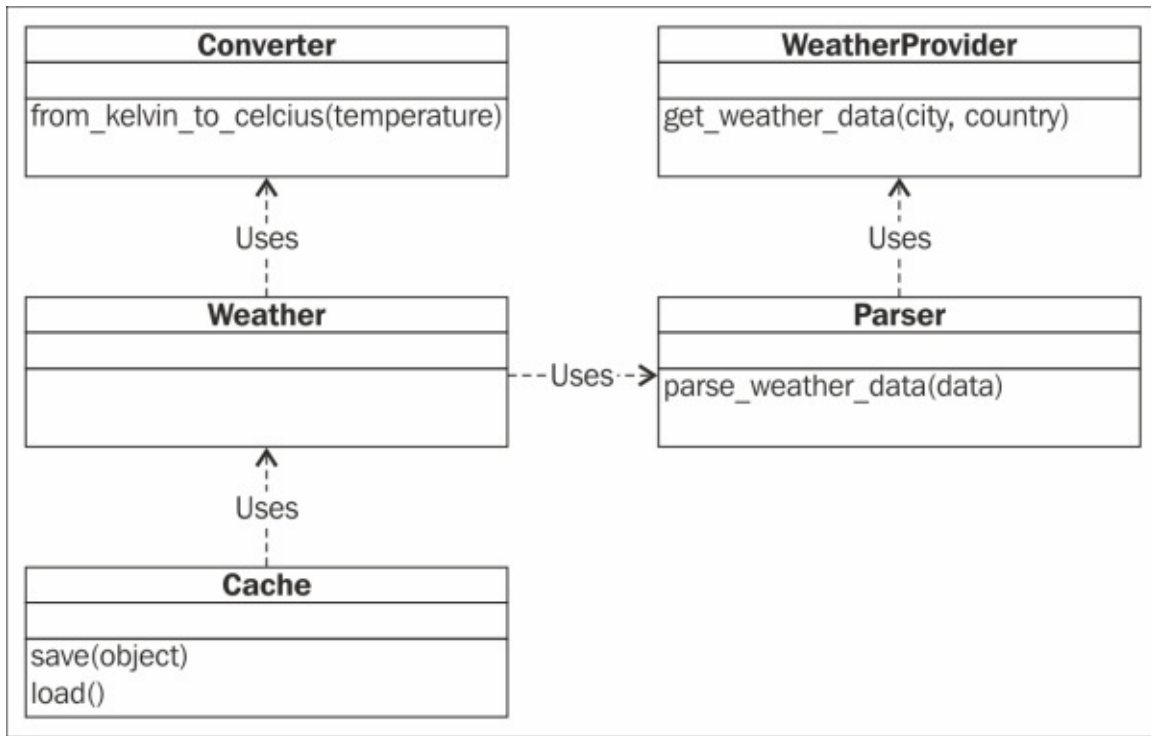 Converter
from_kelvin_to_celcius(temperature)
WeatherProvider
get_weather_data(city, country)
Uses
Uses
Weather
Uses
Parser
parse_weather_data(data)
Uses
Cache
save(object)
load()